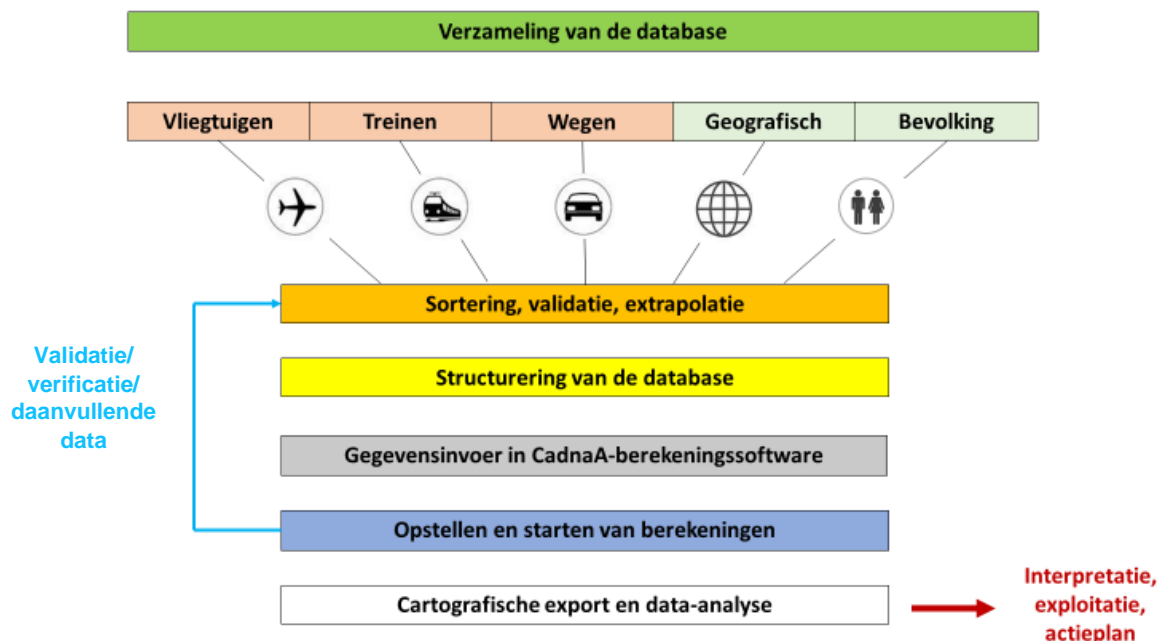 Verzameling van de database
Vliegtuigen
Treinen
Wegen
Geografisch
Bevolking
Sortering, validatie, extrapolatie
Validatie/
verificatie/
daanvullende
data
Structurering van de database
Gegevensinvoer in CadnaA-berekeningssoftware
Opstellen en starten van berekeningen
Cartografische export en data-analyse
Interpretatie,
exploitatie,
actieplan